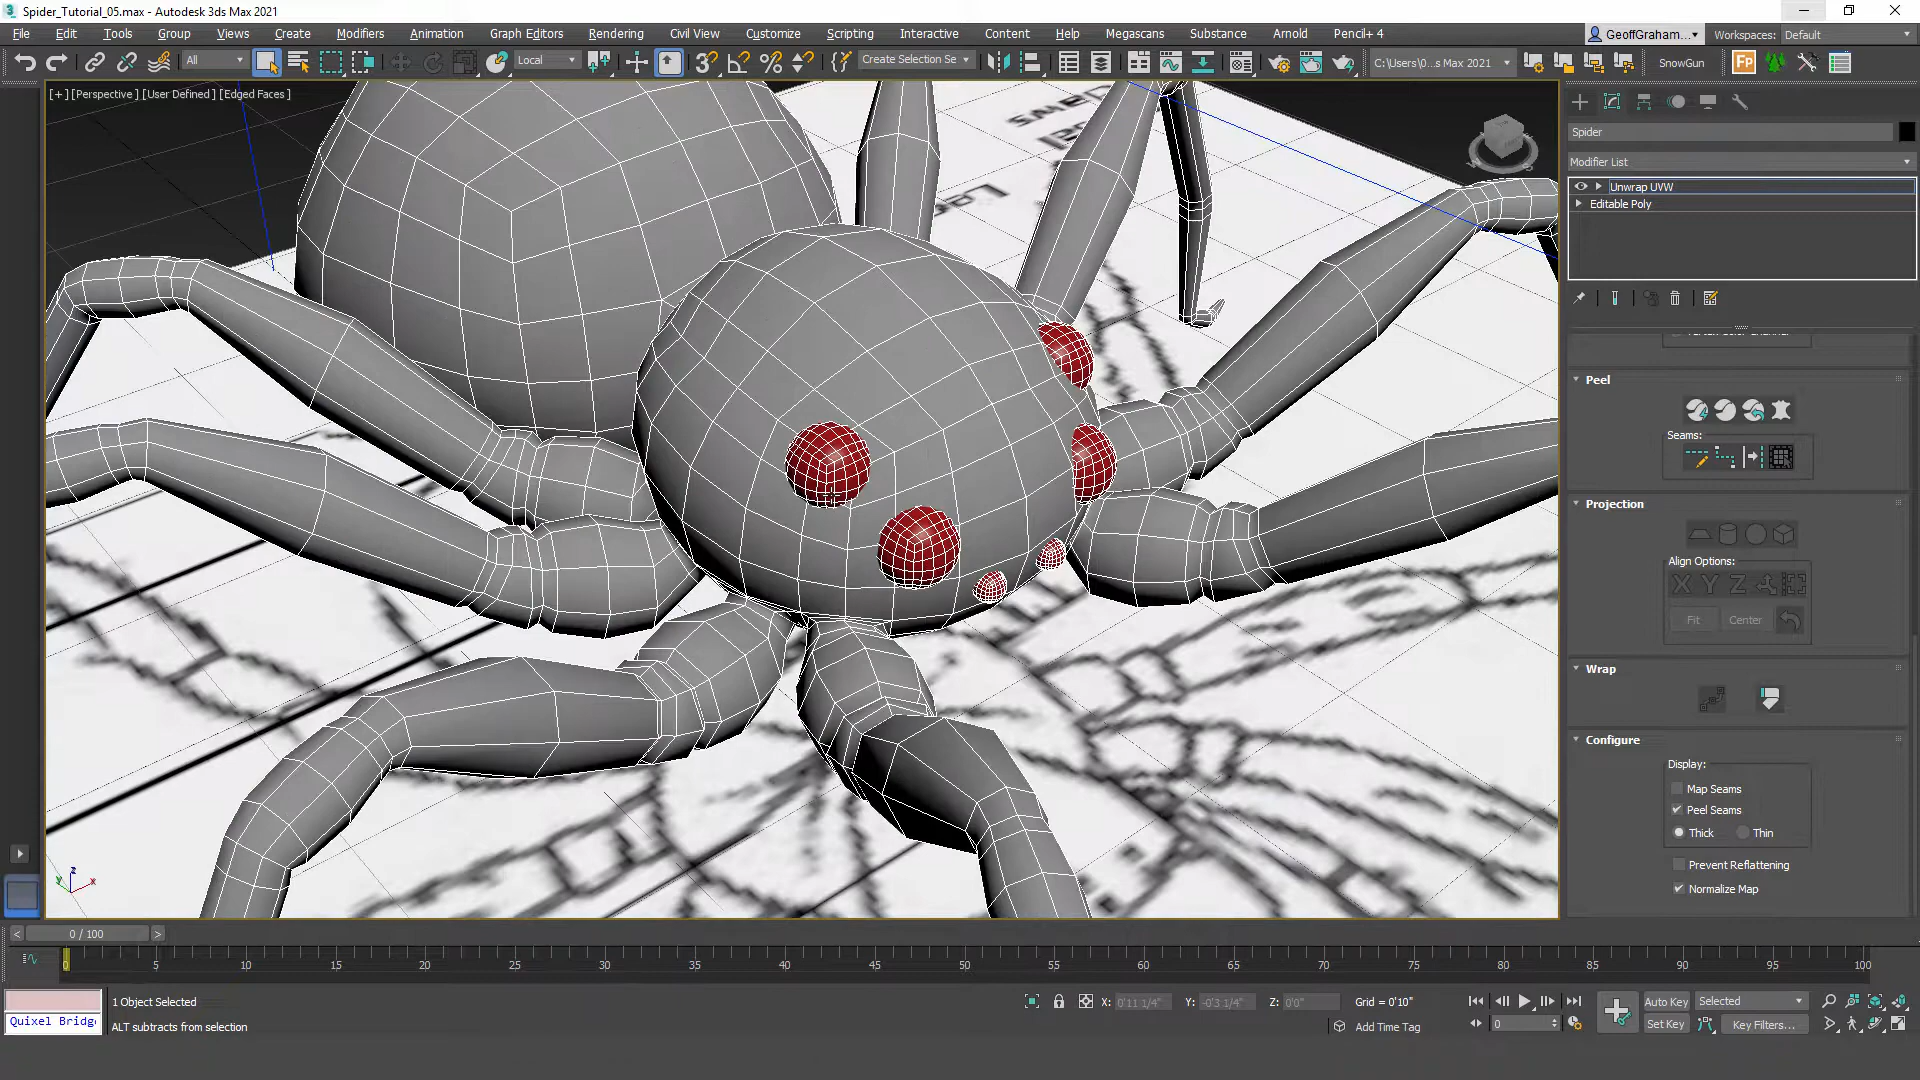 Spider_Tutorial_05.max - Autodesk 3ds Max 2021
File Edit Tools Group Views Create Modifiers Animation Graph Editors Rendering Civil View Customize Scripting Interactive Content Help Megascans Substance Arnold Pencil+ 4 GeoffGraham... Workspaces: Default
All Local Create Selection Se C:\Users\0...s Max 2021 SnowGun Fp
[+] [Perspective] [User Defined] [Edged Faces]
Spider
Modifier List
Unwrap UVW
Editable Poly
Peel
Seams:
Projection
Align Options:
X Y Z
Fit Center
Wrap
Configure
Display:
Map Seams
Peel Seams
Thick Thin
Prevent Reflattening
Normalize Map
z
y x
< 0 / 100 >
0 5 10 15 20 25 30 35 40 45 50 55 60 65 70 75 80 85 90 95 100
1 Object Selected X: 0'11 1/4" Y: -0'3 1/4" Z: 0'0" Grid = 0'10" Auto Key Selected
Quixel Bridg ALT subtracts from selection Add Time Tag 0 Set Key Key Filters...